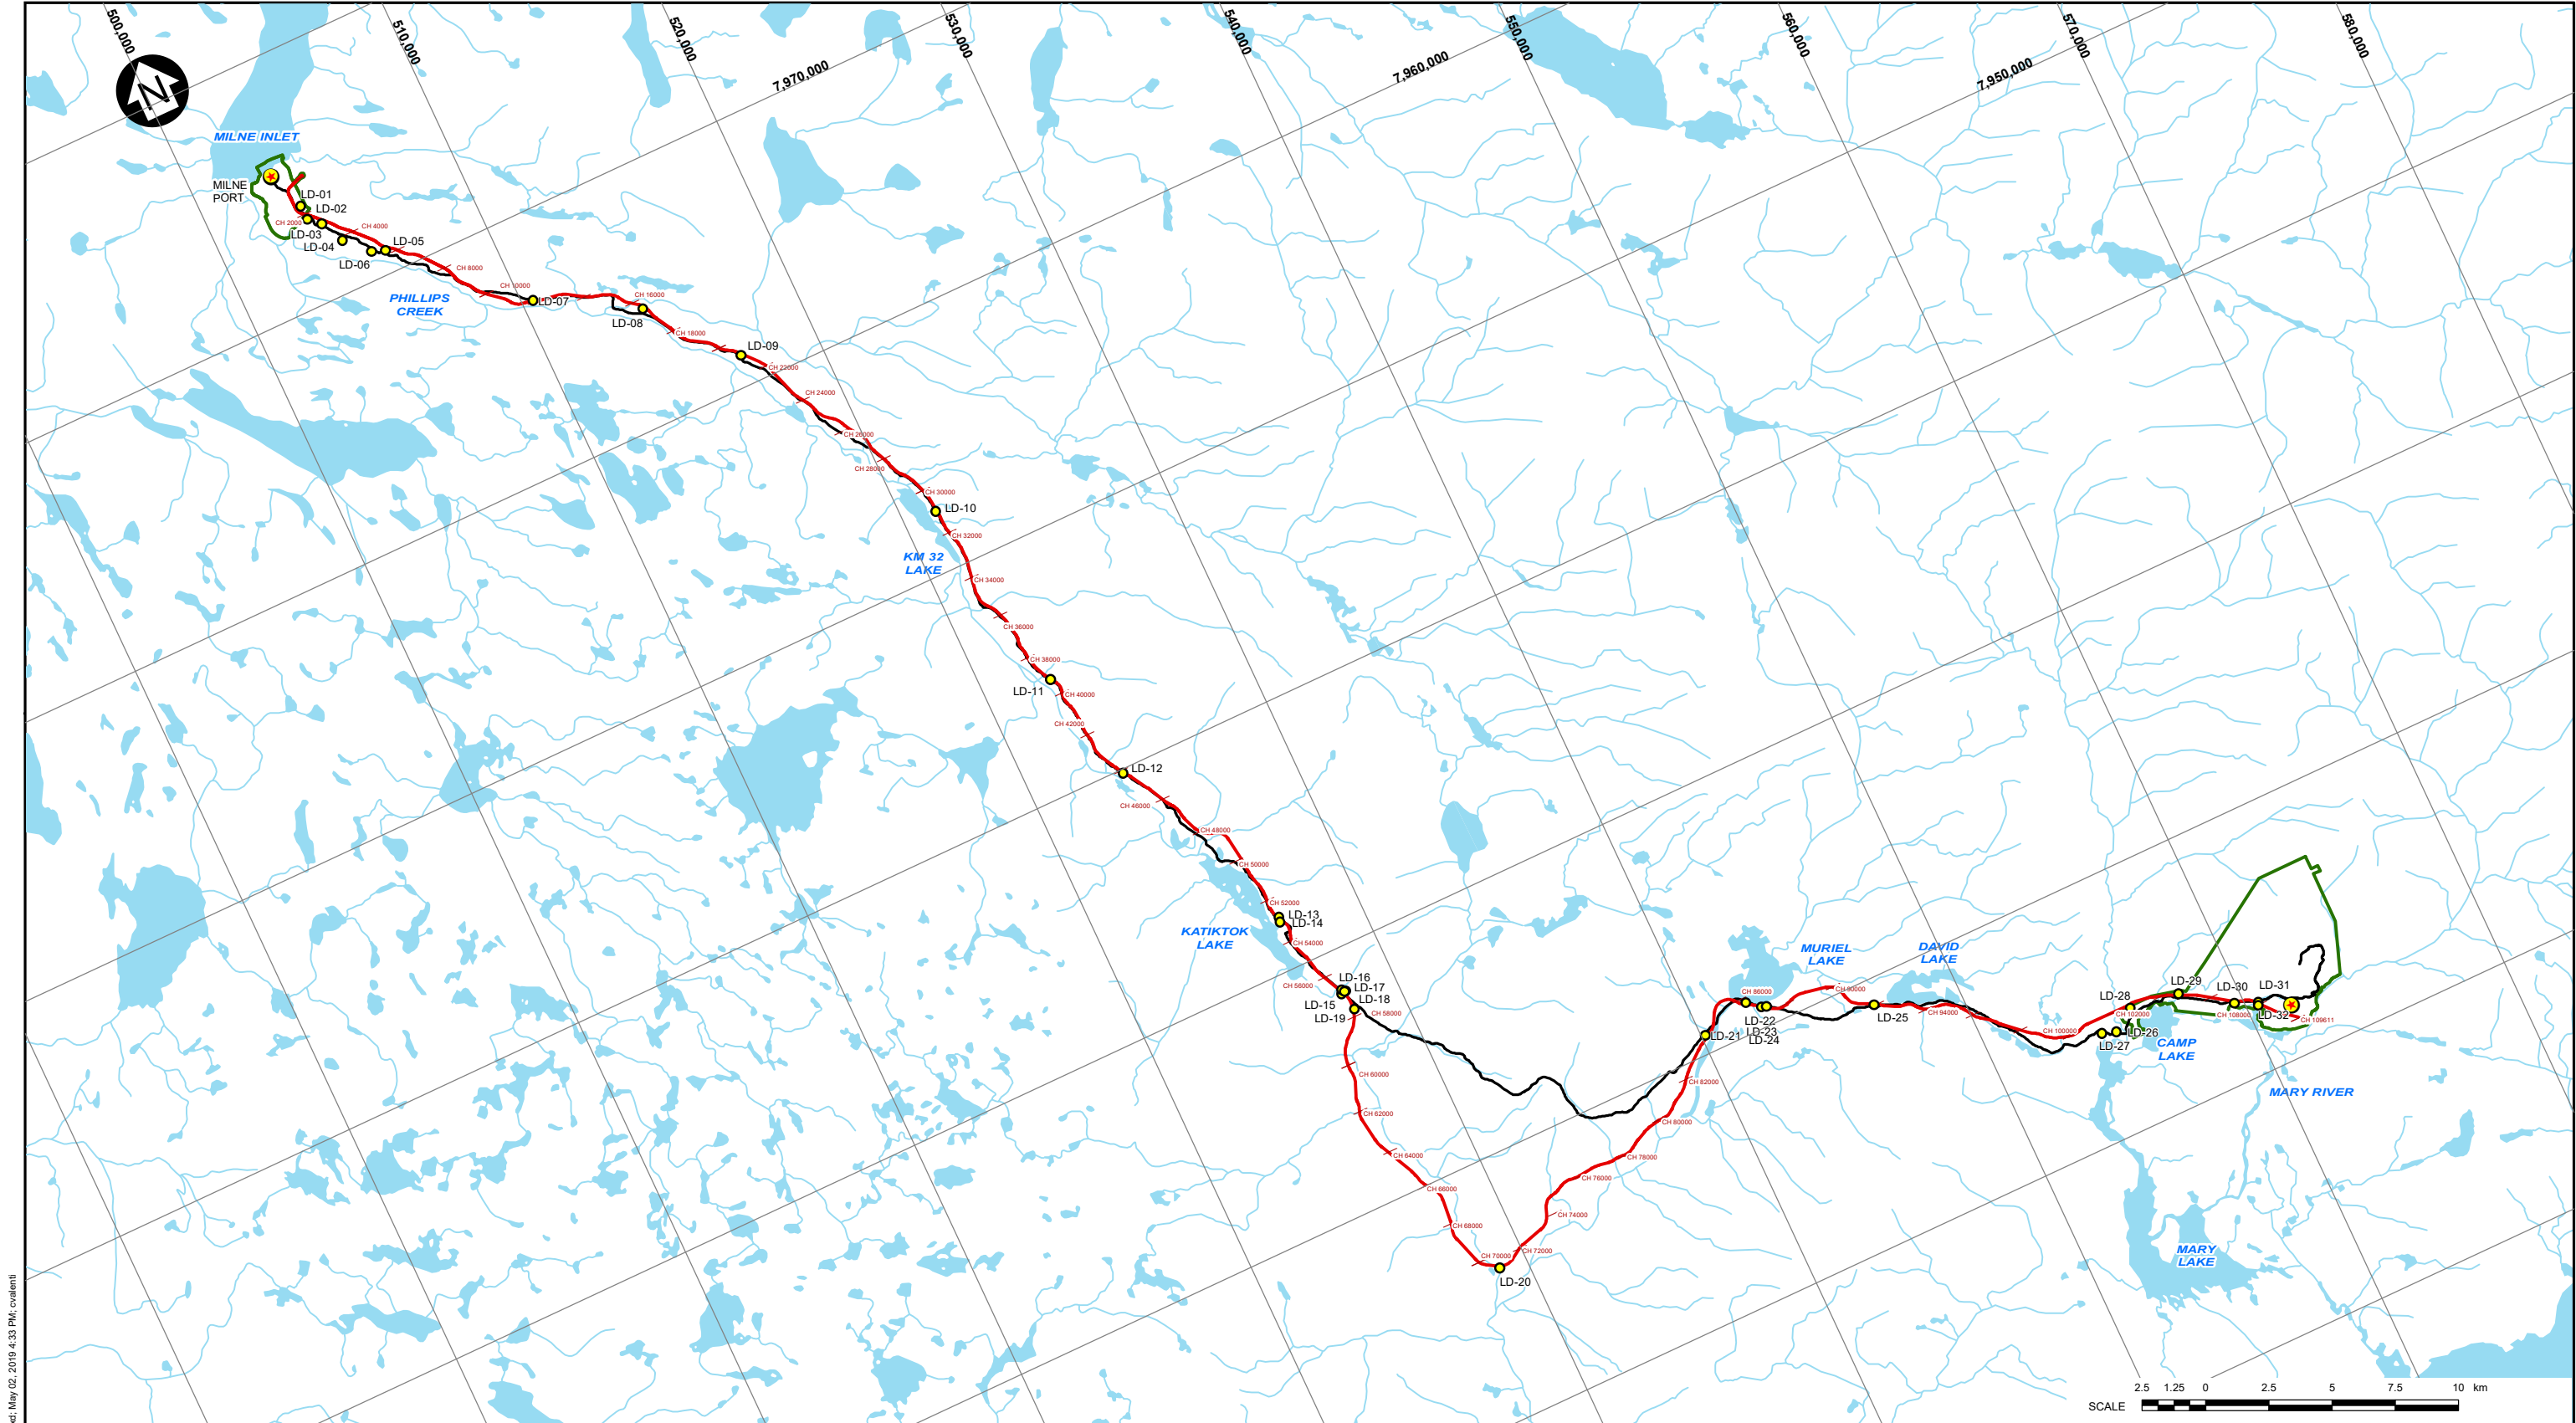 500,000
510,000
520,000
530,000
540,000
550,000
560,000
570,000
580,000
7,970,000
7,960,000
7,950,000
N
MILNE INLET
MILNE
PORT
LD-01
LD-02
CH 2000
LD-03
CH 4000
LD-04
LD-05
LD-06
CH 8000
PHILLIPS
CREEK
CH 10000
LD-07
CH 16000
LD-08
CH 18000
LD-09
CH 22000
CH 24000
CH 26000
CH 28000
CH 30000
LD-10
CH 32000
KM 32
LAKE
CH 34000
CH 36000
CH 38000
LD-11
CH 40000
CH 42000
LD-12
CH 46000
CH 48000
CH 50000
CH 52000
LD-13
LD-14
KATIKTOK
LAKE
CH 54000
LD-16
CH 56000
LD-17
LD-15
LD-18
LD-19
CH 58000
CH 60000
CH 62000
CH 64000
CH 66000
CH 68000
CH 70000
CH 72000
LD-20
CH 74000
CH 76000
CH 78000
CH 80000
CH 82000
LD-21
CH 86000
LD-22
LD-23
LD-24
MURIEL
LAKE
CH 90000
LD-25
DAVID
LAKE
CH 94000
CH 100000
LD-28
CH 102000
LD-26
LD-27
LD-29
LD-30
LD-31
CH 108000
LD-32
CH 109611
CAMP
LAKE
MARY RIVER
MARY
LAKE
SCALE
2.5 1.25 0 2.5 5 7.5 10 km
May 02, 2019 4:33 PM; cvalenti